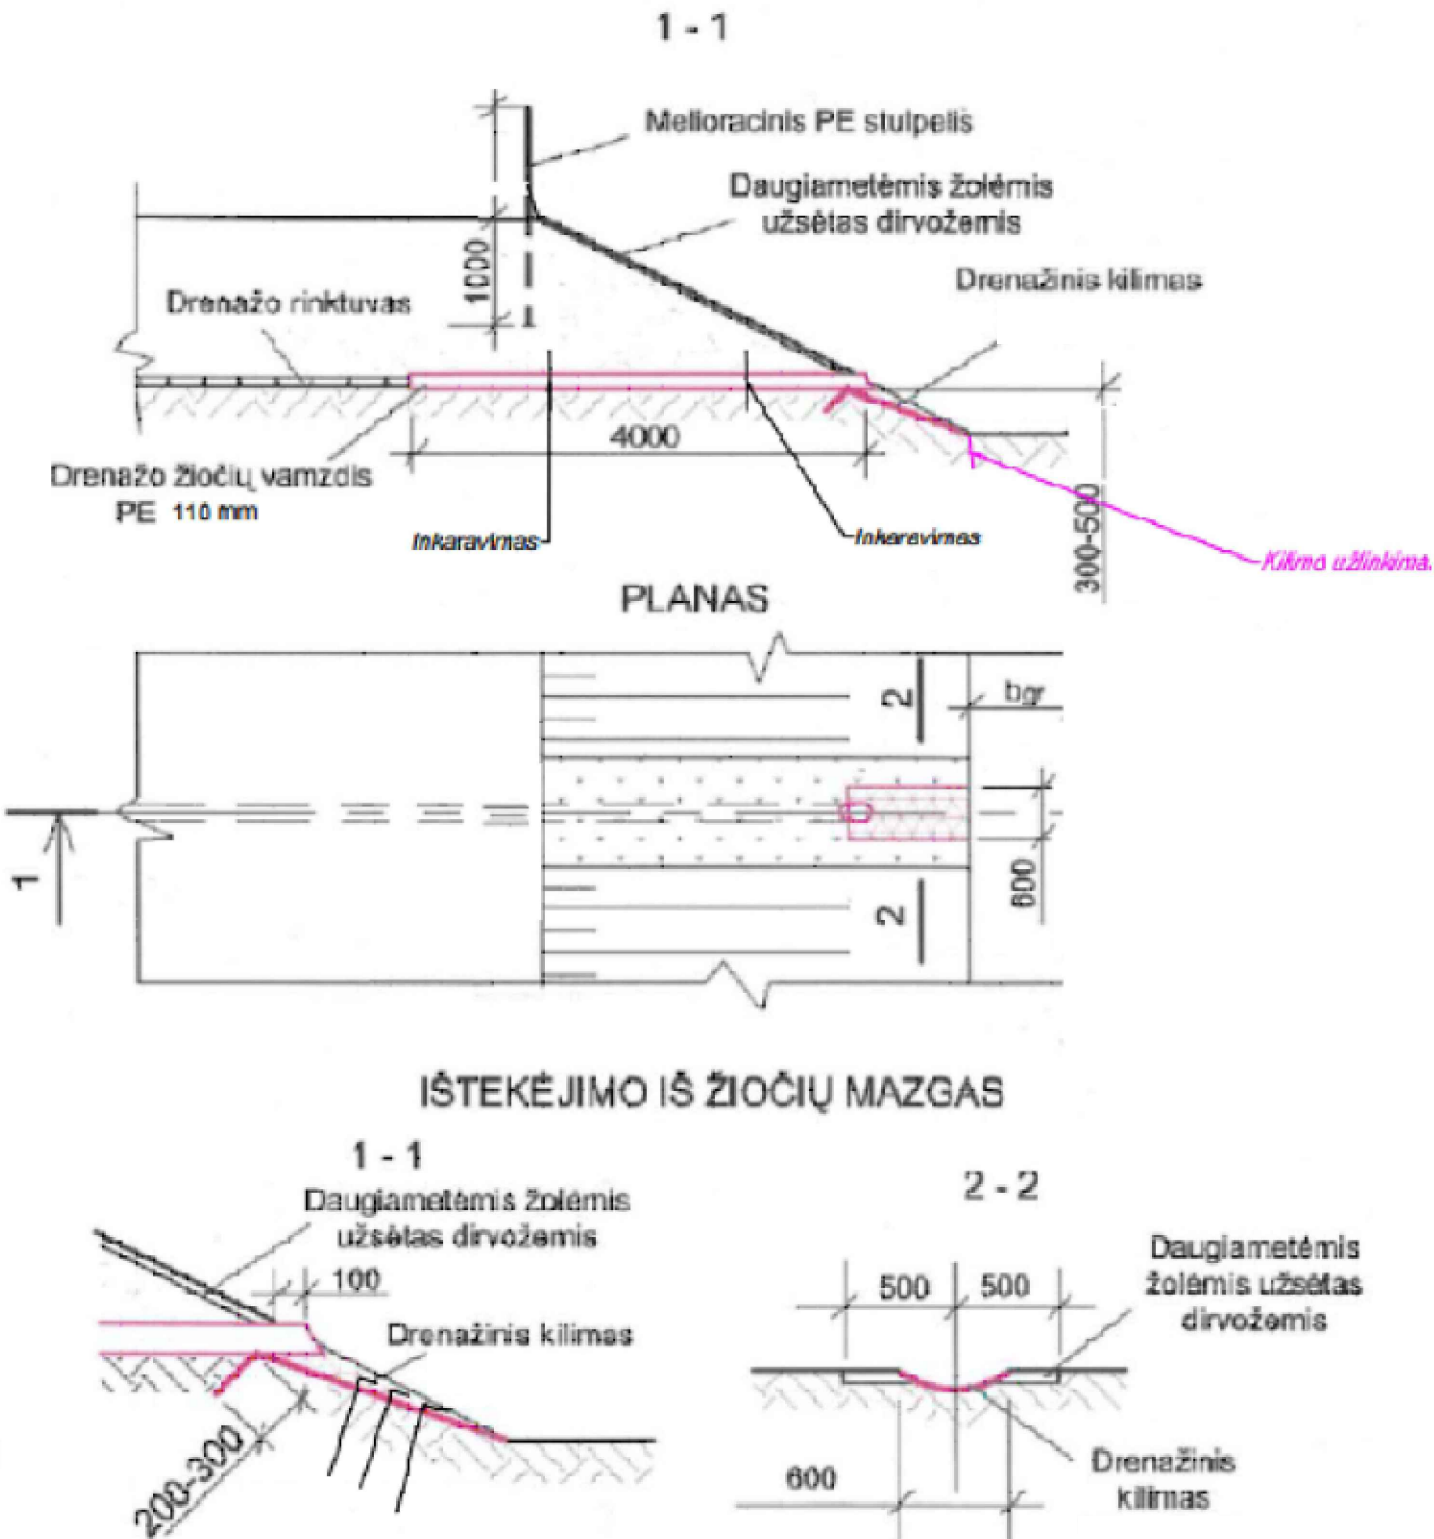 1 - 1
Melioracinis PE stulpelis
Daugiametėmis žolėmis
užsėtas dirvožemis
1000
Drenažinis kilimas
Drenažo rinktuvas
4000
Drenažo žiočių vamzdis
PE 110 mm
Inkaravimas
Inkaravimas
300-500
Kilimo užlinkima.
PLANAS
2
bgr
1
600
2
IŠTEKĖJIMO IŠ ŽIOČIŲ MAZGAS
1 - 1
Daugiametėmis žolėmis
užsėtas dirvožemis
100
Drenažinis kilimas
200-300
2 - 2
Daugiametėmis
žolėmis užsėtas
dirvožemis
500
500
600
Drenažinis
kilimas